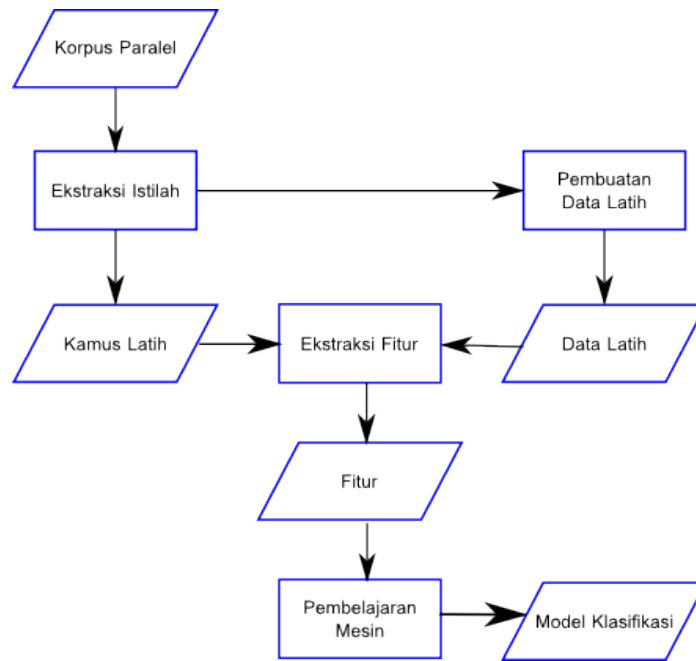 Korpus Paralel
Ekstraksi Istilah
Pembuatan
Data Latih
Kamus Latih
Ekstraksi Fitur
Data Latih
Fitur
Pembelajaran
Mesin
Model Klasifikasi